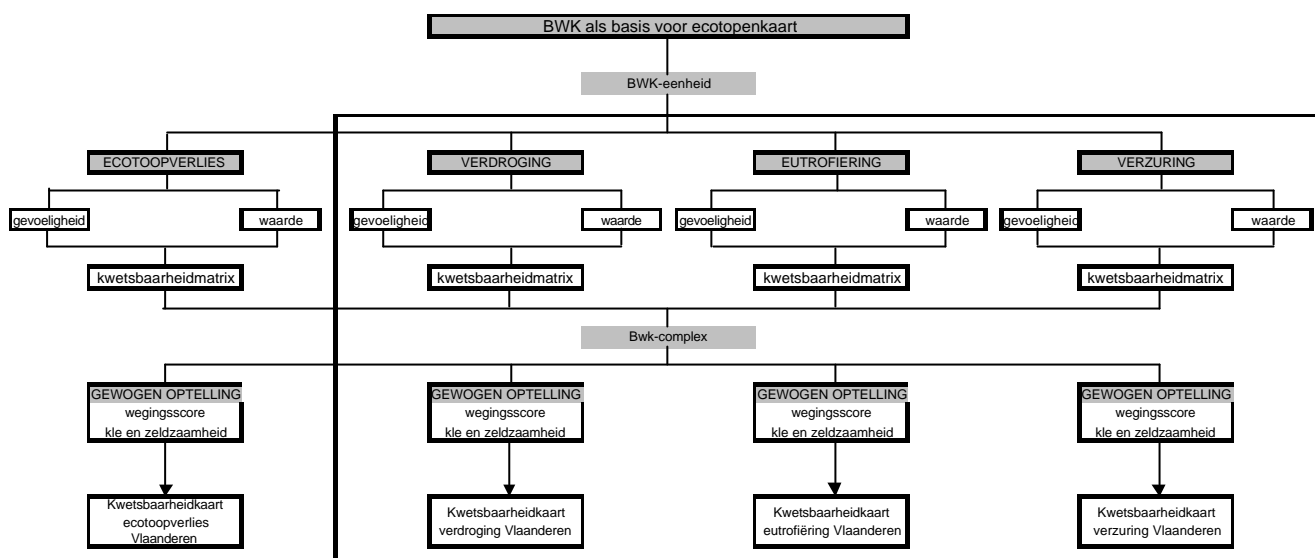 BWK als basis voor ecotopenkaart
BWK-eenheid
ECOTOOPVERLIES
VERDROGING
EUTROFIERING
VERZURING
gevoeligheid
waarde
gevoeligheid
waarde
gevoeligheid
waarde
gevoeligheid
waarde
kwetsbaarheidmatrix
kwetsbaarheidmatrix
kwetsbaarheidmatrix
kwetsbaarheidmatrix
Bwk-complex
GEWOGEN OPTELLING
wegingsscore
kle en zeldzaamheid
GEWOGEN OPTELLING
wegingsscore
kle en zeldzaamheid
GEWOGEN OPTELLING
wegingsscore
kle en zeldzaamheid
GEWOGEN OPTELLING
wegingsscore
kle en zeldzaamheid
Kwetsbaarheidkaart
ecotoopverlies
Vlaanderen
Kwetsbaarheidkaart
verdroging Vlaanderen
Kwetsbaarheidkaart
eutrofiëring Vlaanderen
Kwetsbaarheidkaart
verzuring Vlaanderen